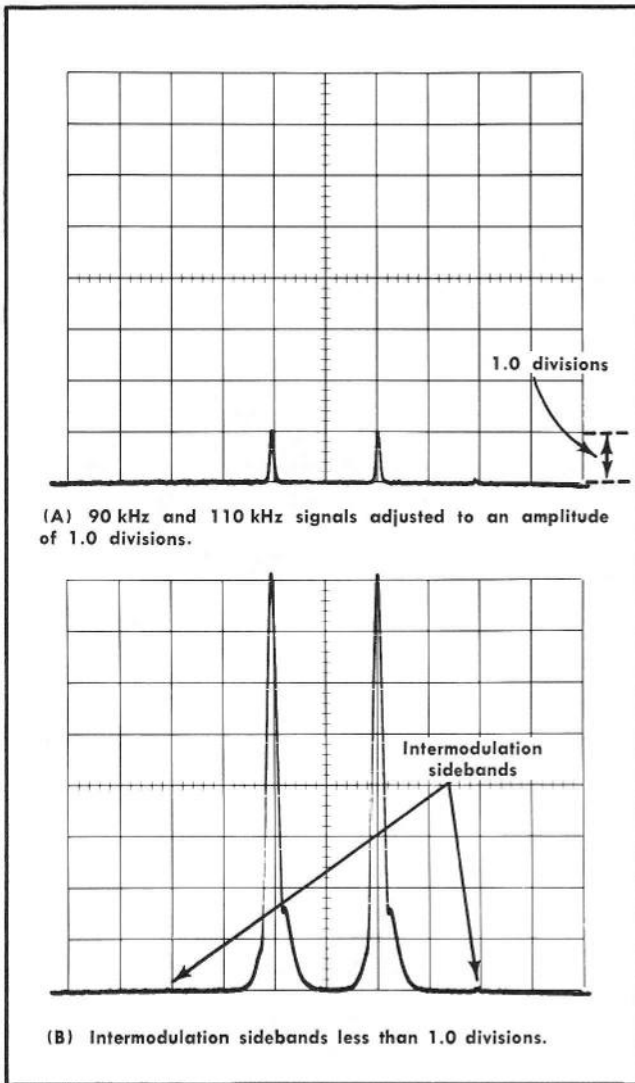 1.0 divisions
(A) 90 kHz and 110 kHz signals adjusted to an amplitude
of 1.0 divisions.
Intermodulation
sidebands
(B) Intermodulation sidebands less than 1.0 divisions.